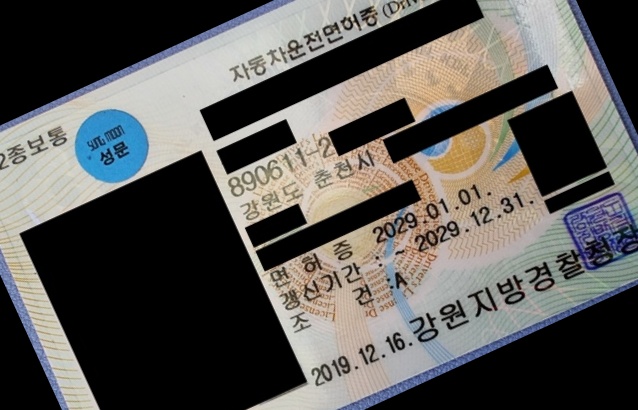 자동차운전면허증 (Driv
2종보통
SUNG MOON
성문
890611-2
강원도 춘천시
면 허 증 2029.01.01.
갱신기간 : ~ 2029.12.31.
조 건 :A
2019.12.16. 강원지방경찰청장